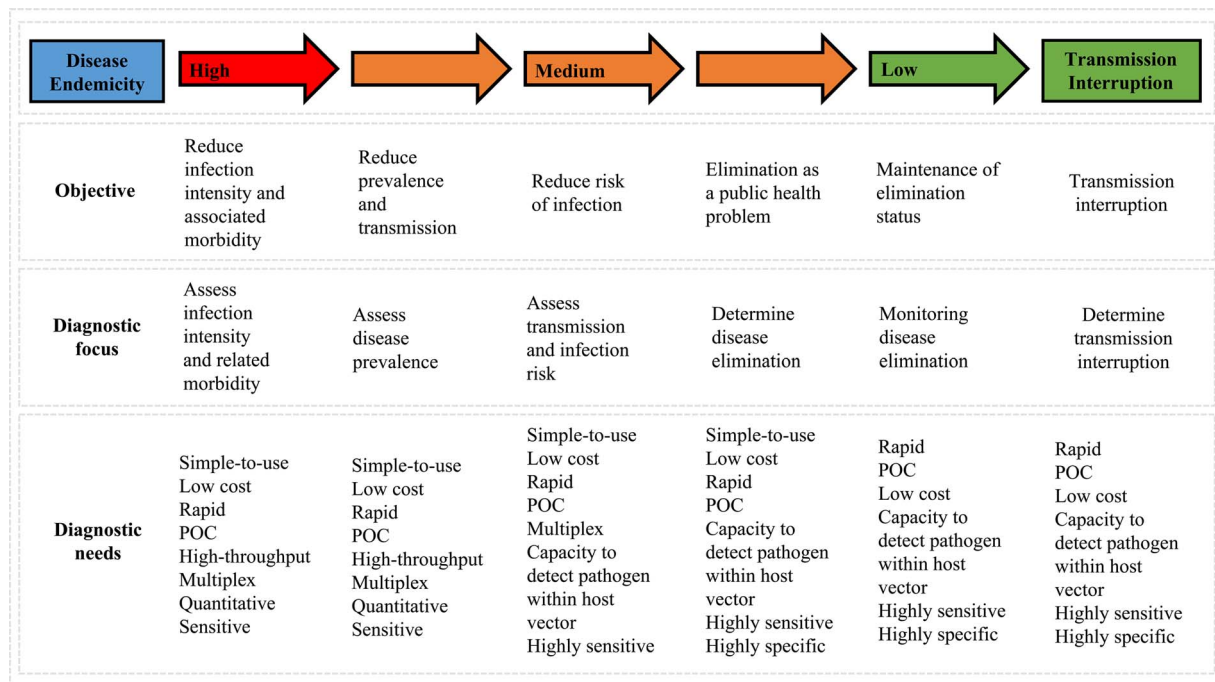 Disease
Endemicity
High
Medium
Low
Transmission
Interruption
Objective
Reduce
infection
intensity and
associated
morbidity
Reduce
prevalence
and
transmission
Reduce risk
of infection
Elimination as
a public health
problem
Maintenance of
elimination
status
Transmission
interruption
Diagnostic
focus
Assess
infection
intensity
and related
morbidity
Assess
disease
prevalence
Assess
transmission
and infection
risk
Determine
disease
elimination
Monitoring
disease
elimination
Determine
transmission
interruption
Diagnostic
needs
Simple-to-use
Low cost
Rapid
POC
High-throughput
Multiplex
Quantitative
Sensitive
Simple-to-use
Low cost
Rapid
POC
High-throughput
Multiplex
Quantitative
Sensitive
Simple-to-use
Low cost
Rapid
POC
Multiplex
Capacity to
detect pathogen
within host
vector
Highly sensitive
Simple-to-use
Low cost
Rapid
POC
Capacity to
detect pathogen
within host
vector
Highly sensitive
Highly specific
Rapid
POC
Low cost
Capacity to
detect pathogen
within host
vector
Highly sensitive
Highly specific
Rapid
POC
Low cost
Capacity to
detect pathogen
within host
vector
Highly sensitive
Highly specific